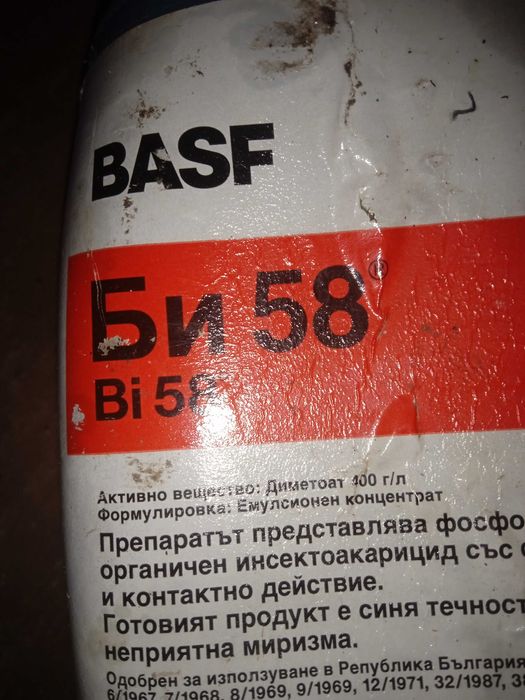 BASF
Би 58®
Bi 58
Активно вещество: Диметоат 400 г/л
Формулировка: Емулсионен концентрат
Препаратът представлява фосфо
органичен инсектоакарицид със
и контактно действие.
Готовият продукт е синя течност
неприятна миризма.
Одобрен за използване в Република България
6/1967, 7/1968, 8/1969, 9/1969, 12/1971, 32/1987,